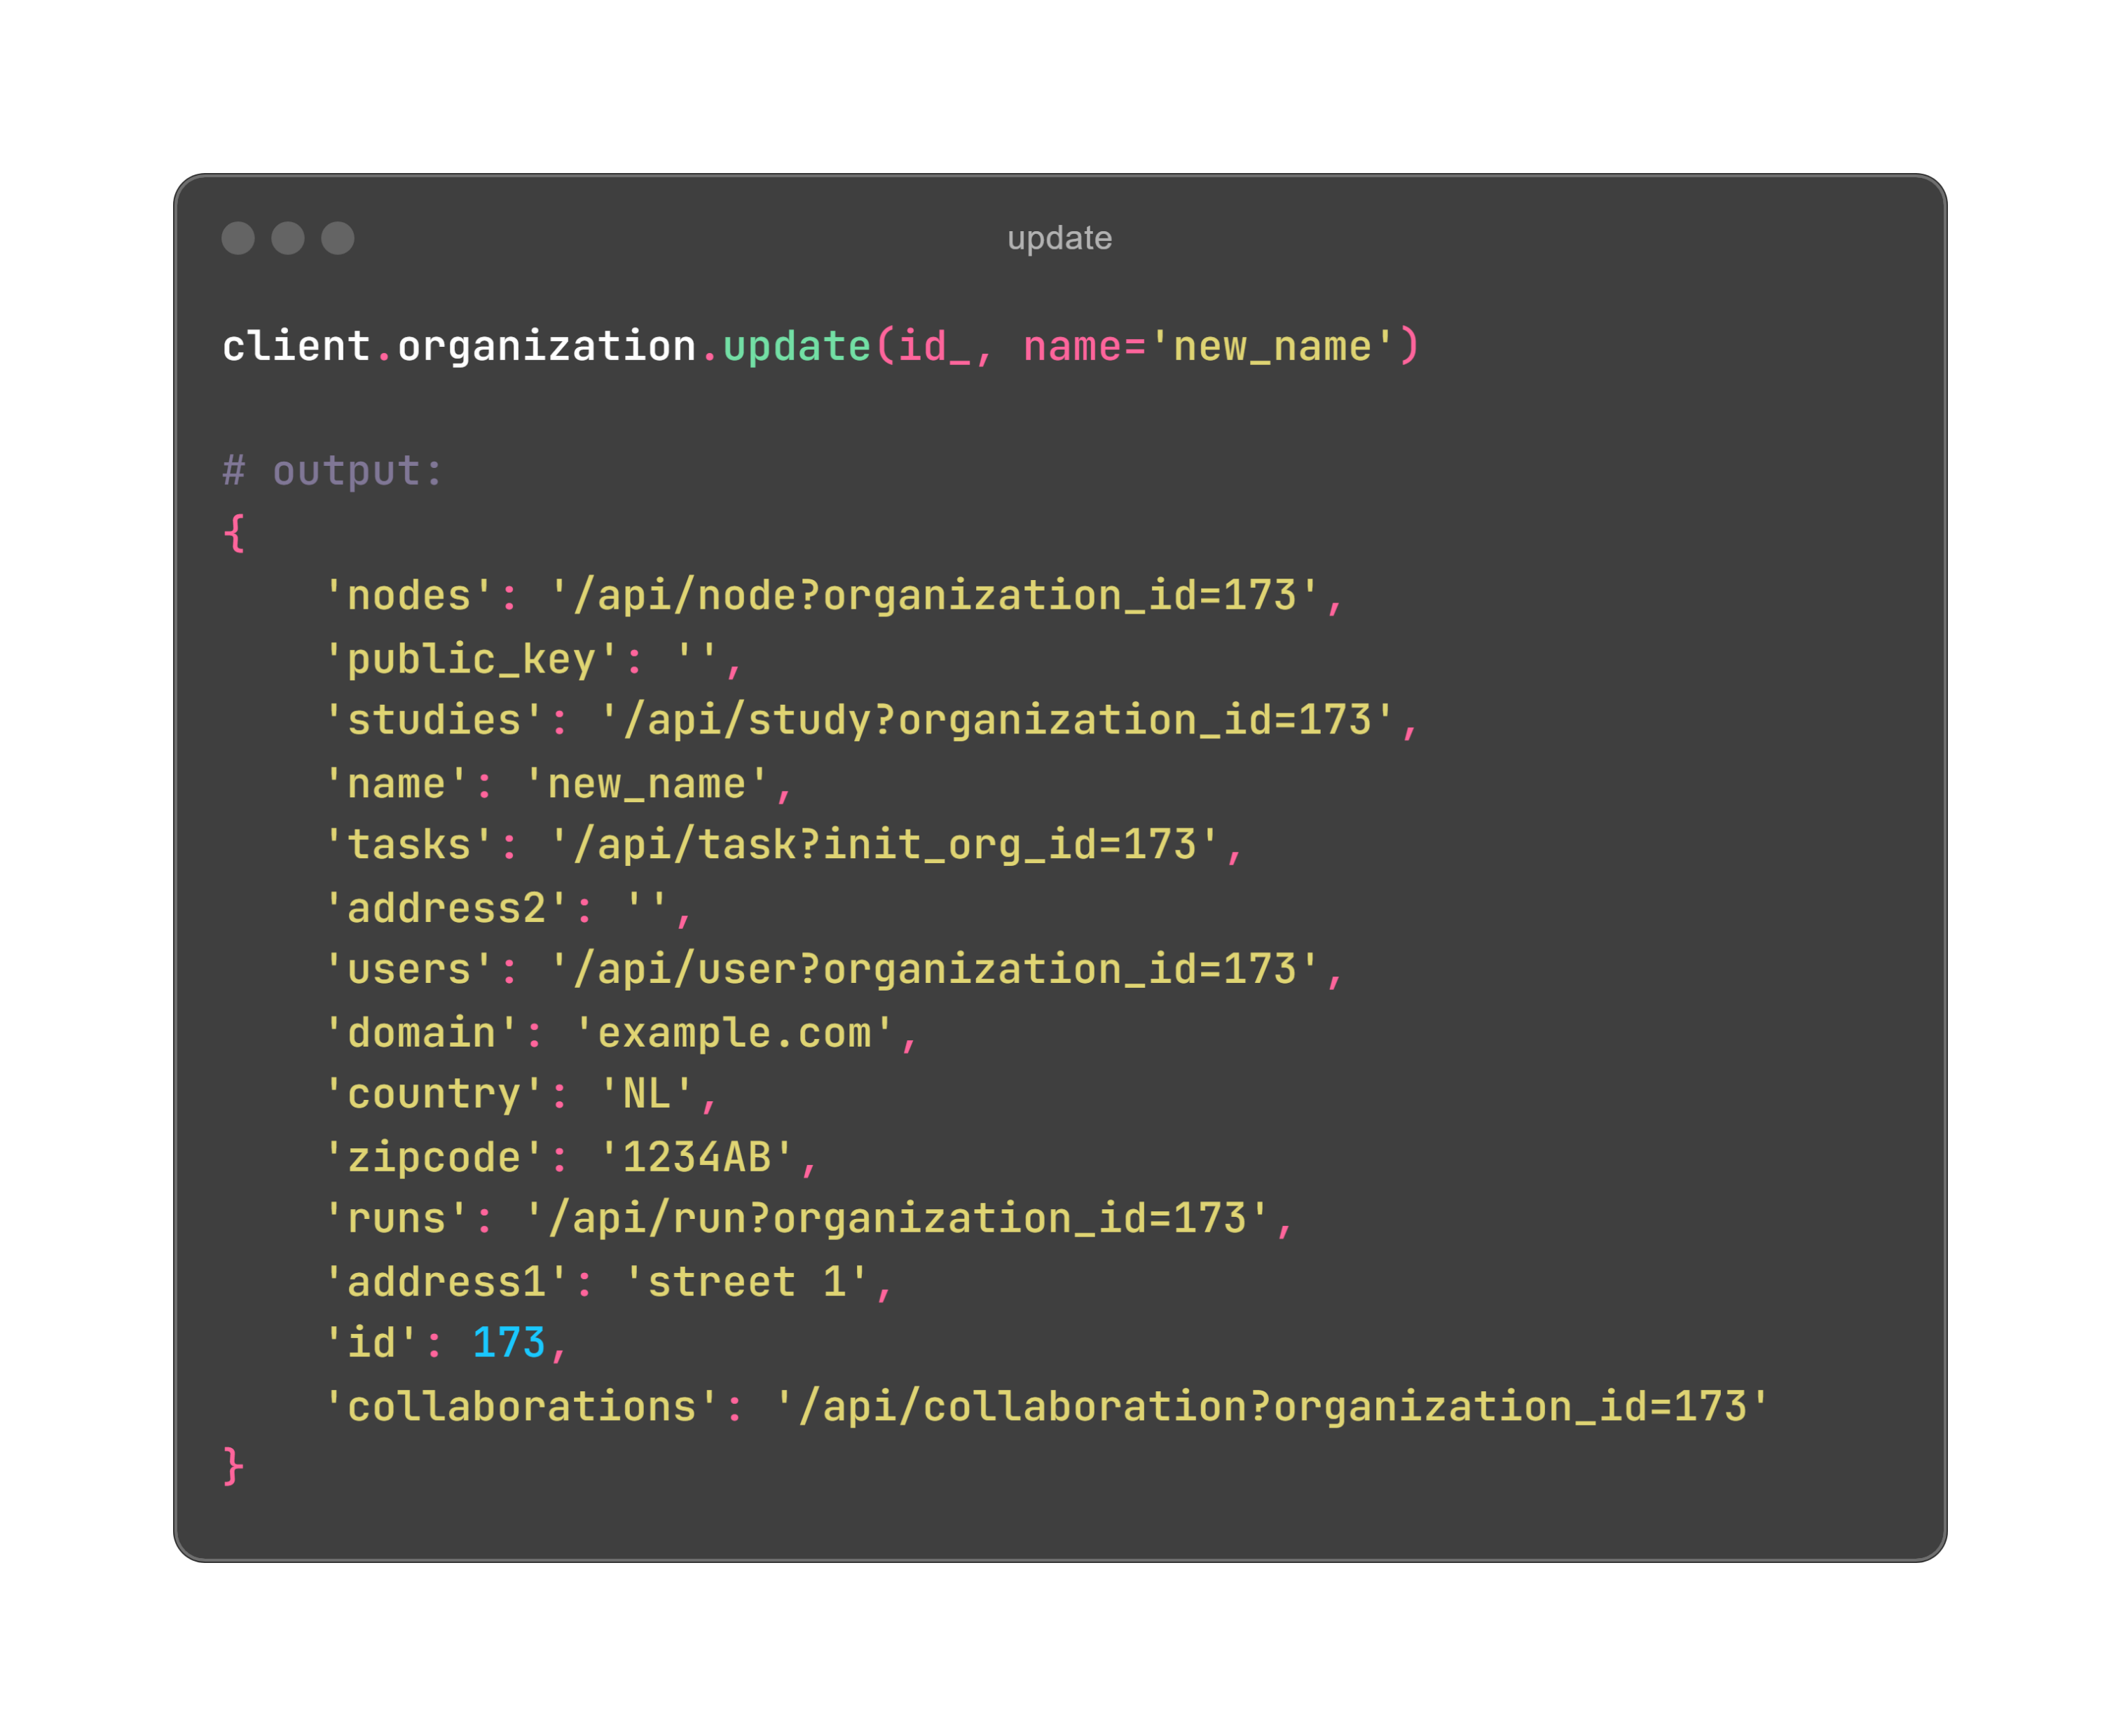 update
client.organization.update(id_, name='new_name')
# output:
{
    'nodes': '/api/node?organization_id=173',
    'public_key': '',
    'studies': '/api/study?organization_id=173',
    'name': 'new_name',
    'tasks': '/api/task?init_org_id=173',
    'address2': '',
    'users': '/api/user?organization_id=173',
    'domain': 'example.com',
    'country': 'NL',
    'zipcode': '1234AB',
    'runs': '/api/run?organization_id=173',
    'address1': 'street 1',
    'id': 173,
    'collaborations': '/api/collaboration?organization_id=173'
}